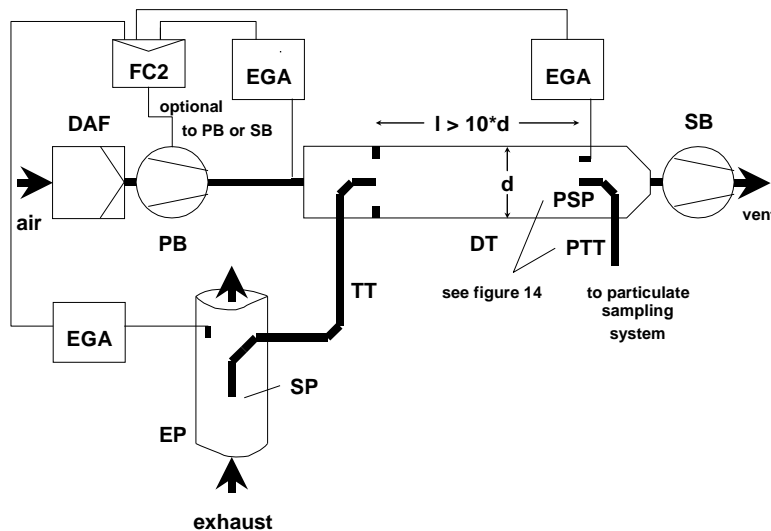 FC2
EGA
EGA
optional
to PB or SB
DAF
l > 10*d
SB
air
PB
d
PSP
DT
PTT
vent
TT
see figure 14
to particulate
sampling
system
EGA
SP
EP
exhaust